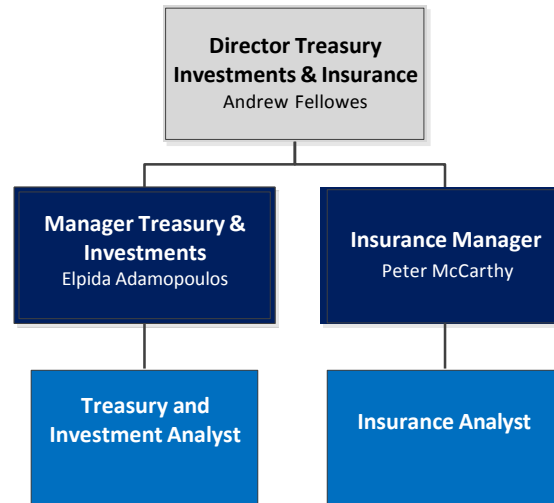 Director Treasury
Investments & Insurance
Andrew Fellowes
Manager Treasury &
Investments
Elpida Adamopoulos
Insurance Manager
Peter McCarthy
Treasury and
Investment Analyst
Insurance Analyst